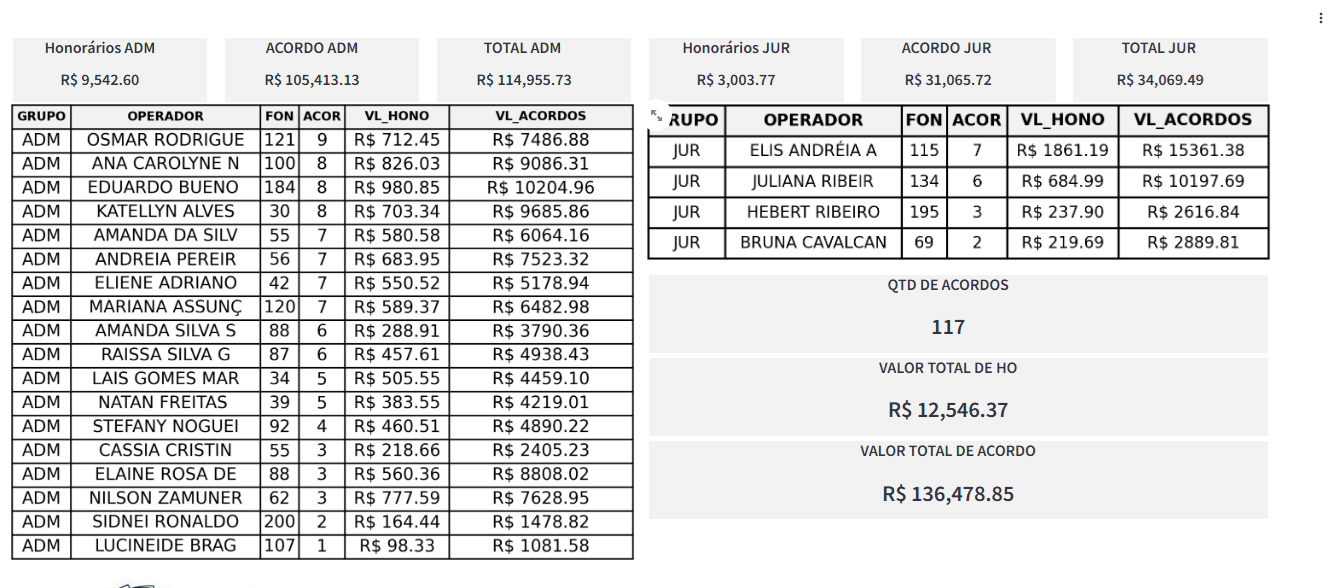 Honorários ADM
R$ 9,542.60
ACORDO ADM
R$ 105,413.13
TOTAL ADM
R$ 114,955.73
Honorários JUR
R$ 3,003.77
ACORDO JUR
R$ 31,065.72
TOTAL JUR
R$ 34,069.49
GRUPO OPERADOR FON ACOR VL_HONO VL_ACORDOS
ADM OSMAR RODRIGUE 121 9 R$ 712.45 R$ 7486.88
ADM ANA CAROLYNE N 100 8 R$ 826.03 R$ 9086.31
ADM EDUARDO BUENO 184 8 R$ 980.85 R$ 10204.96
ADM KATELLYN ALVES 30 8 R$ 703.34 R$ 9685.86
ADM AMANDA DA SILV 55 7 R$ 580.58 R$ 6064.16
ADM ANDREIA PEREIR 56 7 R$ 683.95 R$ 7523.32
ADM ELIENE ADRIANO 42 7 R$ 550.52 R$ 5178.94
ADM MARIANA ASSUNÇ 120 7 R$ 589.37 R$ 6482.98
ADM AMANDA SILVA S 88 6 R$ 288.91 R$ 3790.36
ADM RAISSA SILVA G 87 6 R$ 457.61 R$ 4938.43
ADM LAIS GOMES MAR 34 5 R$ 505.55 R$ 4459.10
ADM NATAN FREITAS 39 5 R$ 383.55 R$ 4219.01
ADM STEFANY NOGUEI 92 4 R$ 460.51 R$ 4890.22
ADM CASSIA CRISTIN 55 3 R$ 218.66 R$ 2405.23
ADM ELAINE ROSA DE 88 3 R$ 560.36 R$ 8808.02
ADM NILSON ZAMUNER 62 3 R$ 777.59 R$ 7628.95
ADM SIDNEI RONALDO 200 2 R$ 164.44 R$ 1478.82
ADM LUCINEIDE BRAG 107 1 R$ 98.33 R$ 1081.58
RUPO OPERADOR FON ACOR VL_HONO VL_ACORDOS
JUR ELIS ANDRÉIA A 115 7 R$ 1861.19 R$ 15361.38
JUR JULIANA RIBEIR 134 6 R$ 684.99 R$ 10197.69
JUR HEBERT RIBEIRO 195 3 R$ 237.90 R$ 2616.84
JUR BRUNA CAVALCAN 69 2 R$ 219.69 R$ 2889.81
QTD DE ACORDOS
117
VALOR TOTAL DE HO
R$ 12,546.37
VALOR TOTAL DE ACORDO
R$ 136,478.85